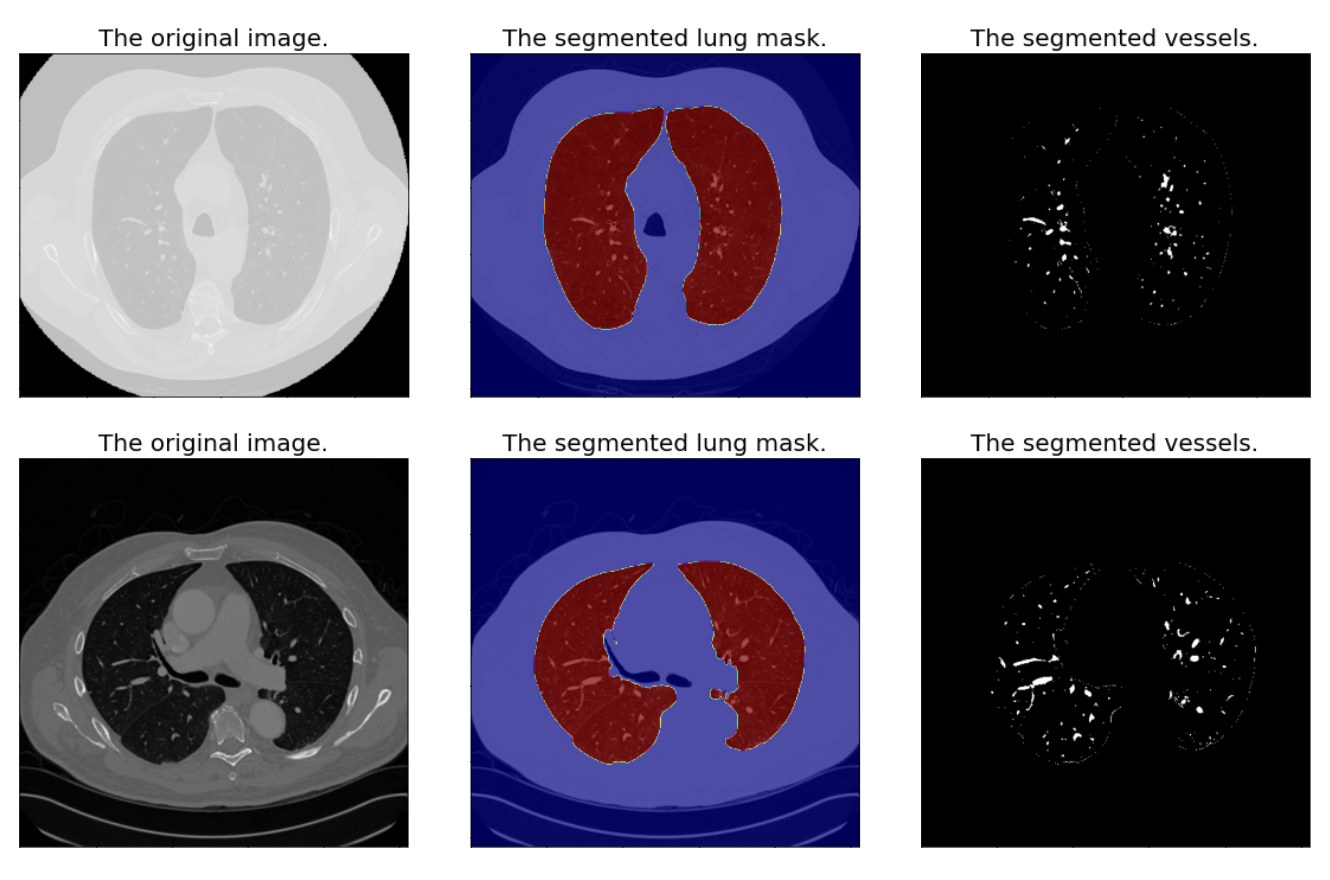 The original image.
The segmented lung mask.
The segmented vessels.
The original image.
The segmented lung mask.
The segmented vessels.